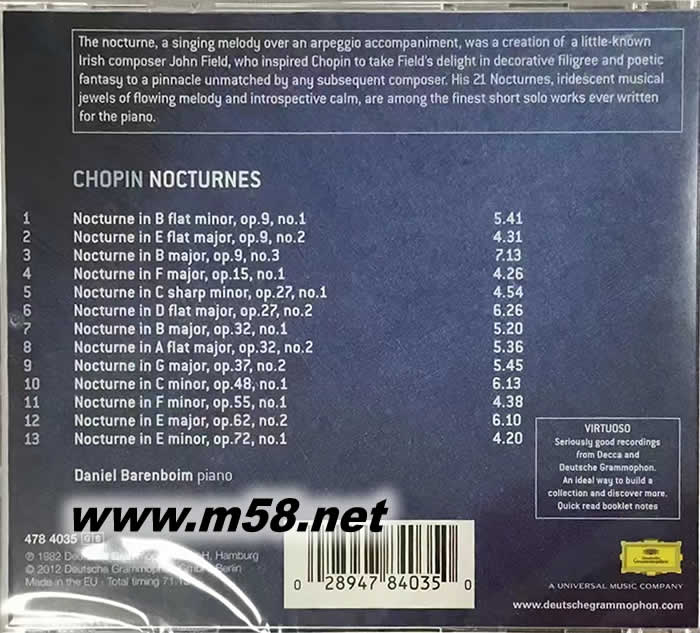 The nocturne, a singing melody over an arpeggio accompaniment, was a creation of a little-known
Irish composer John Field, who inspired Chopin to take Field's delight in decorative filigree and poetic
fantasy to a pinnacle unmatched by any subsequent composer. His 21 Nocturnes, iridescent musical
jewels of flowing melody and introspective calm, are among the finest short solo works ever written
for the piano.
CHOPIN NOCTURNES
1 Nocturne in B flat minor, op.9, no.1 5.41
2 Nocturne in E flat major, op.9, no.2 4.31
3 Nocturne in B major, op.9, no.3 7.13
4 Nocturne in F major, op.15, no.1 4.26
5 Nocturne in C sharp minor, op.27, no.1 4.54
6 Nocturne in D flat major, op.27, no.2 6.26
7 Nocturne in B major, op.32, no.1 5.20
8 Nocturne in A flat major, op.32, no.2 5.36
9 Nocturne in G major, op.37, no.2 5.45
10 Nocturne in C minor, op.48, no.1 6.13
11 Nocturne in F minor, op.55, no.1 4.38
12 Nocturne in E major, op.62, no.2 6.10
13 Nocturne in E minor, op.72, no.1 4.20
Daniel Barenboim piano
VIRTUOSO
Seriously good recordings
from Decca and
Deutsche Grammophon.
An ideal way to build a
collection and discover more.
Quick read booklet notes
www.m58.net
478 4035
℗ 1982 Deutsche Grammophon GmbH, Hamburg
© 2012 Deutsche Grammophon GmbH, Berlin
Made in the EU · Total timing
0 28947 84035 0
Deutsche Grammophon
A UNIVERSAL MUSIC COMPANY
www.deutschegrammophon.com